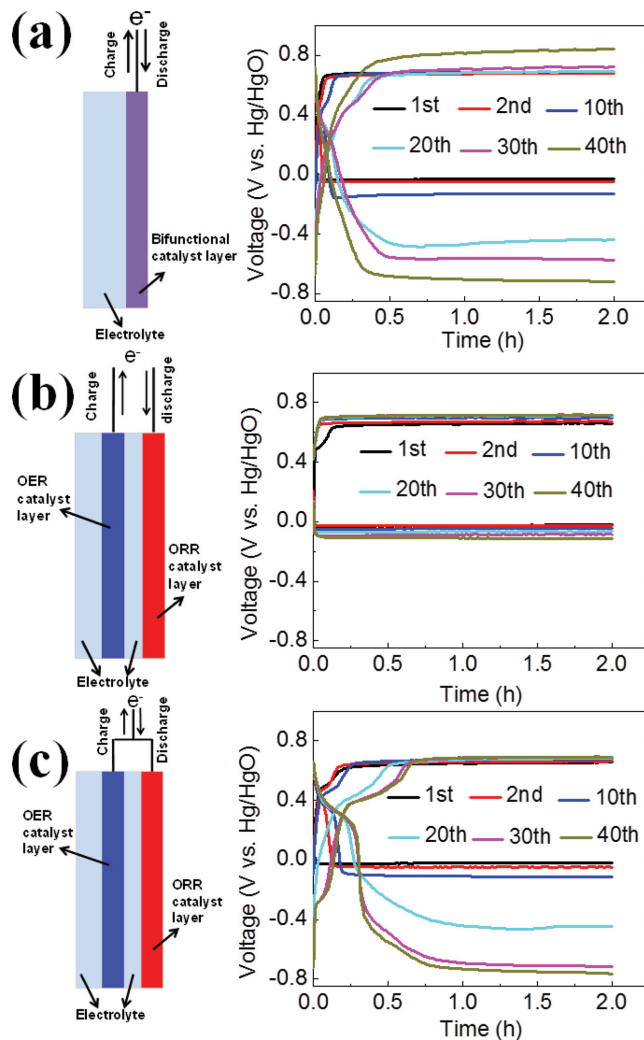 (a)
e-
Charge
Discharge
Bifunctional
catalyst layer
Electrolyte
Voltage (V vs. Hg/HgO)
0.8
0.4
0.0
-0.4
-0.8
1st 2nd 10th
20th 30th 40th
0.0 0.5 1.0 1.5 2.0
Time (h)
(b)
e-
Charge
discharge
OER
catalyst
layer
ORR
catalyst
layer
Electrolyte
Voltage (V vs. Hg/HgO)
0.8
0.4
0.0
-0.4
-0.8
1st 2nd 10th
20th 30th 40th
0.0 0.5 1.0 1.5 2.0
Time (h)
(c)
e-
Charge
Discharge
OER
catalyst
layer
ORR
catalyst
layer
Electrolyte
Voltage (V vs. Hg/HgO)
0.8
0.4
0.0
-0.4
-0.8
1st 2nd 10th
20th 30th 40th
0.0 0.5 1.0 1.5 2.0
Time (h)